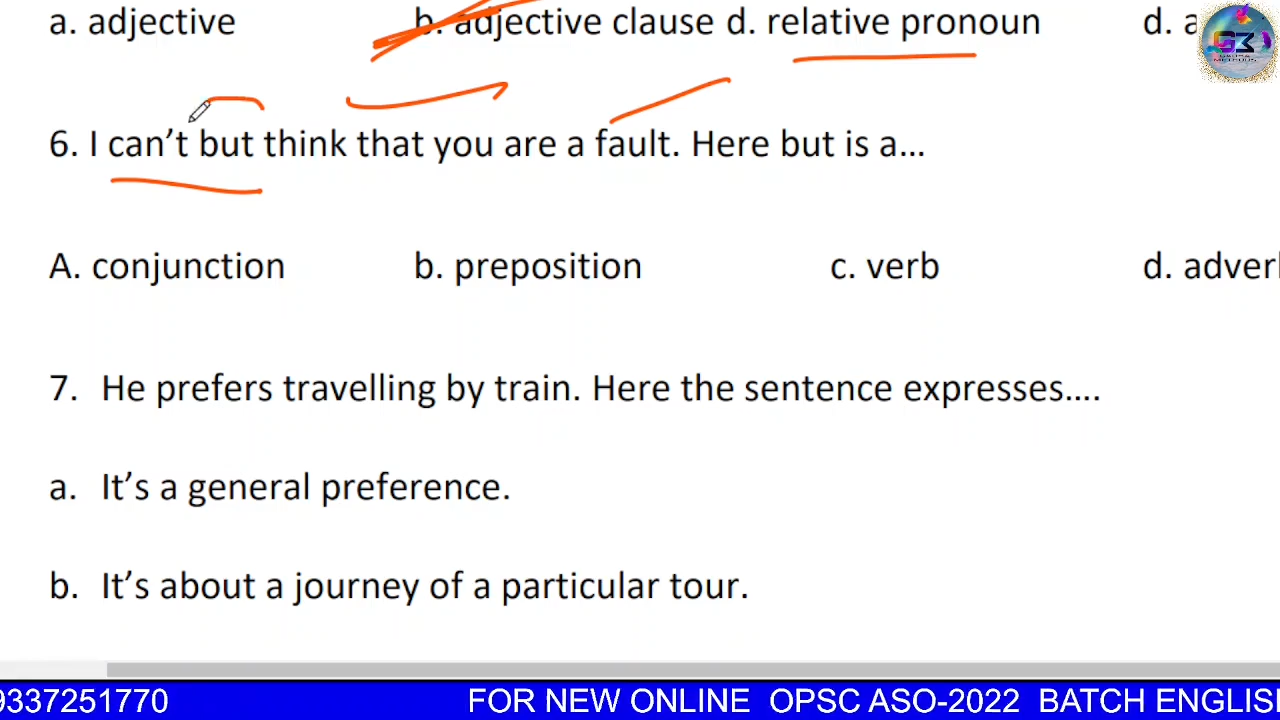 a. adjective b. adjective clause d. relative pronoun d. a
6. I can’t but think that you are a fault. Here but is a...
A. conjunction b. preposition c. verb d. adverb
7. He prefers travelling by train. Here the sentence expresses....
a. It’s a general preference.
b. It’s about a journey of a particular tour.
9337251770 FOR NEW ONLINE OPSC ASO-2022 BATCH ENGLISH